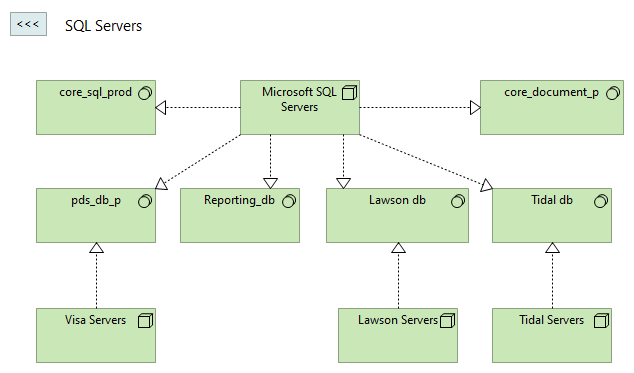 <<<
SQL Servers
core_sql_prod
Microsoft SQL
Servers
core_document_p
pds_db_p
Reporting_db
Lawson db
Tidal db
Visa Servers
Lawson Servers
Tidal Servers